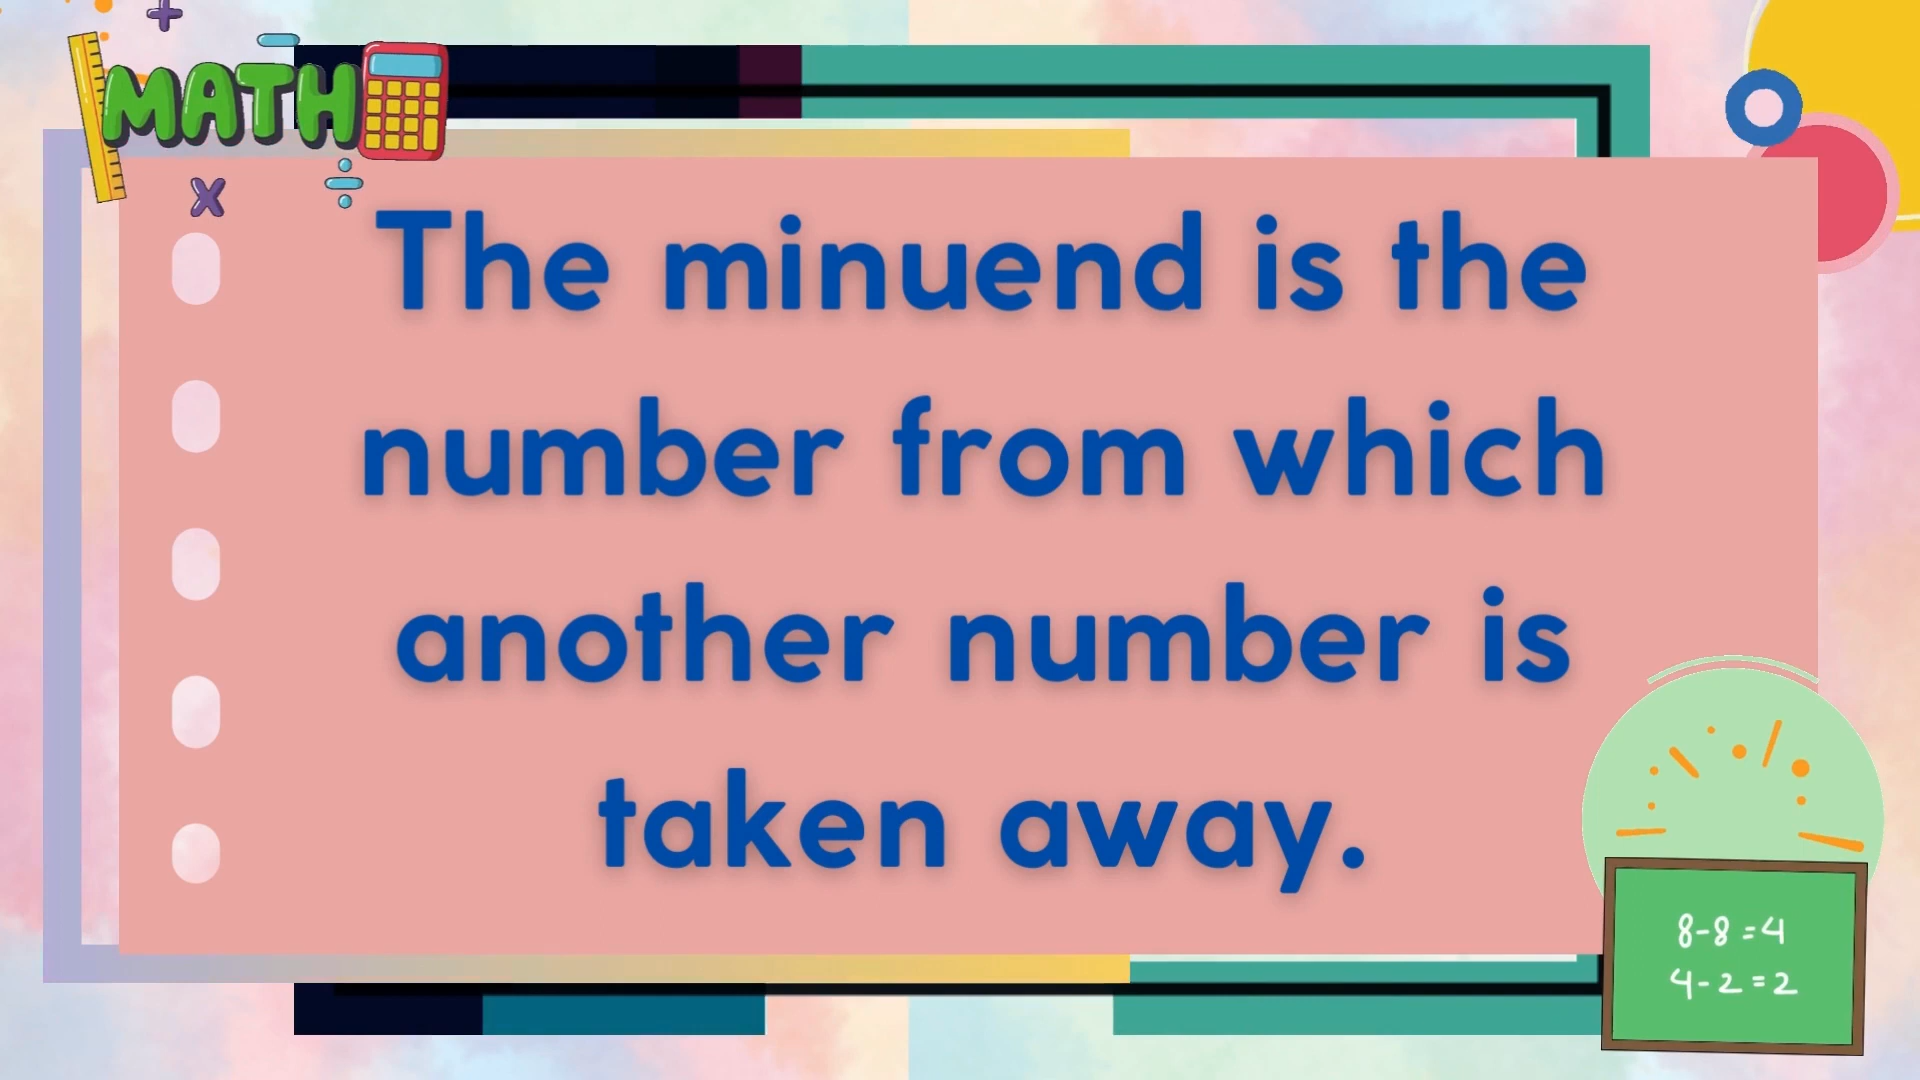 MATH
The minuend is the
number from which
another number is
taken away.
8-8=4
4-2=2